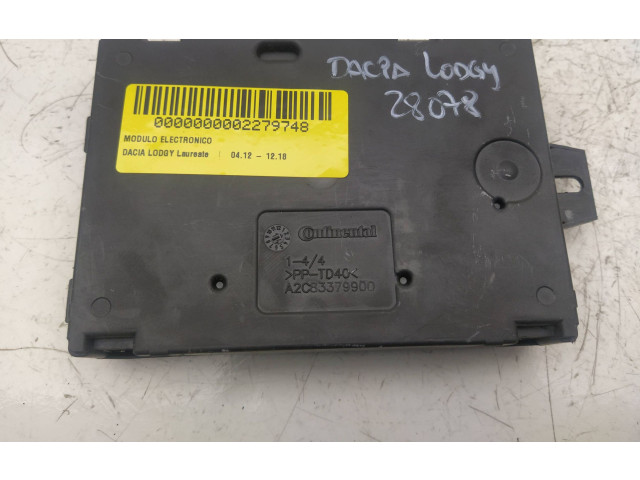 DACIA LODGY
28078
0000000002279748
MODULO ELECTRONICO
DACIA LODGY Laureate | 04.12 – 12.18
Continental
1-4/4
>PP-TD40<
A2C83379900